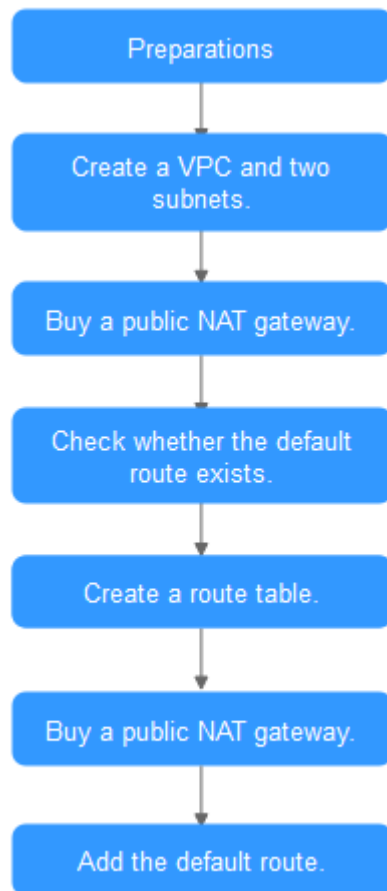 Preparations
Create a VPC and two
subnets.
Buy a public NAT gateway.
Check whether the default
route exists.
Create a route table.
Buy a public NAT gateway.
Add the default route.